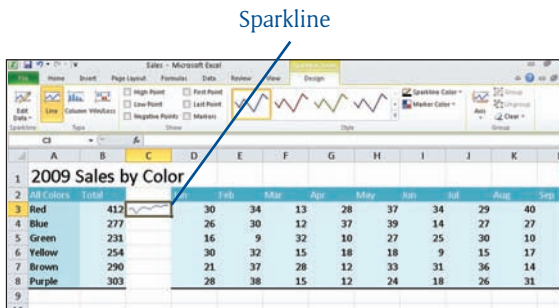 Sparkline
Sales - Microsoft Excel
File Home Insert Page Layout Formulas Data Review View Design
High Point First Point Sparkline Color Group
Low Point Last Point Marker Color Ungroup
Edit Data Line Column Win/Loss Negative Points Markers Axis Clear
Sparkline Type Show Style Group
C3 fx
A B C D E F G H I J K
1 2009 Sales by Color
2 All Colors Total Jan Feb Mar Apr May Jun Jul Aug Sep
3 Red 412 30 34 13 28 37 34 29 40
4 Blue 277 26 30 12 37 39 14 27 27
5 Green 231 16 9 32 10 27 25 30 10
6 Yellow 254 30 32 15 18 18 9 15 17
7 Brown 290 21 37 28 12 33 31 36 14
8 Purple 303 28 38 15 12 24 18 26 31
9